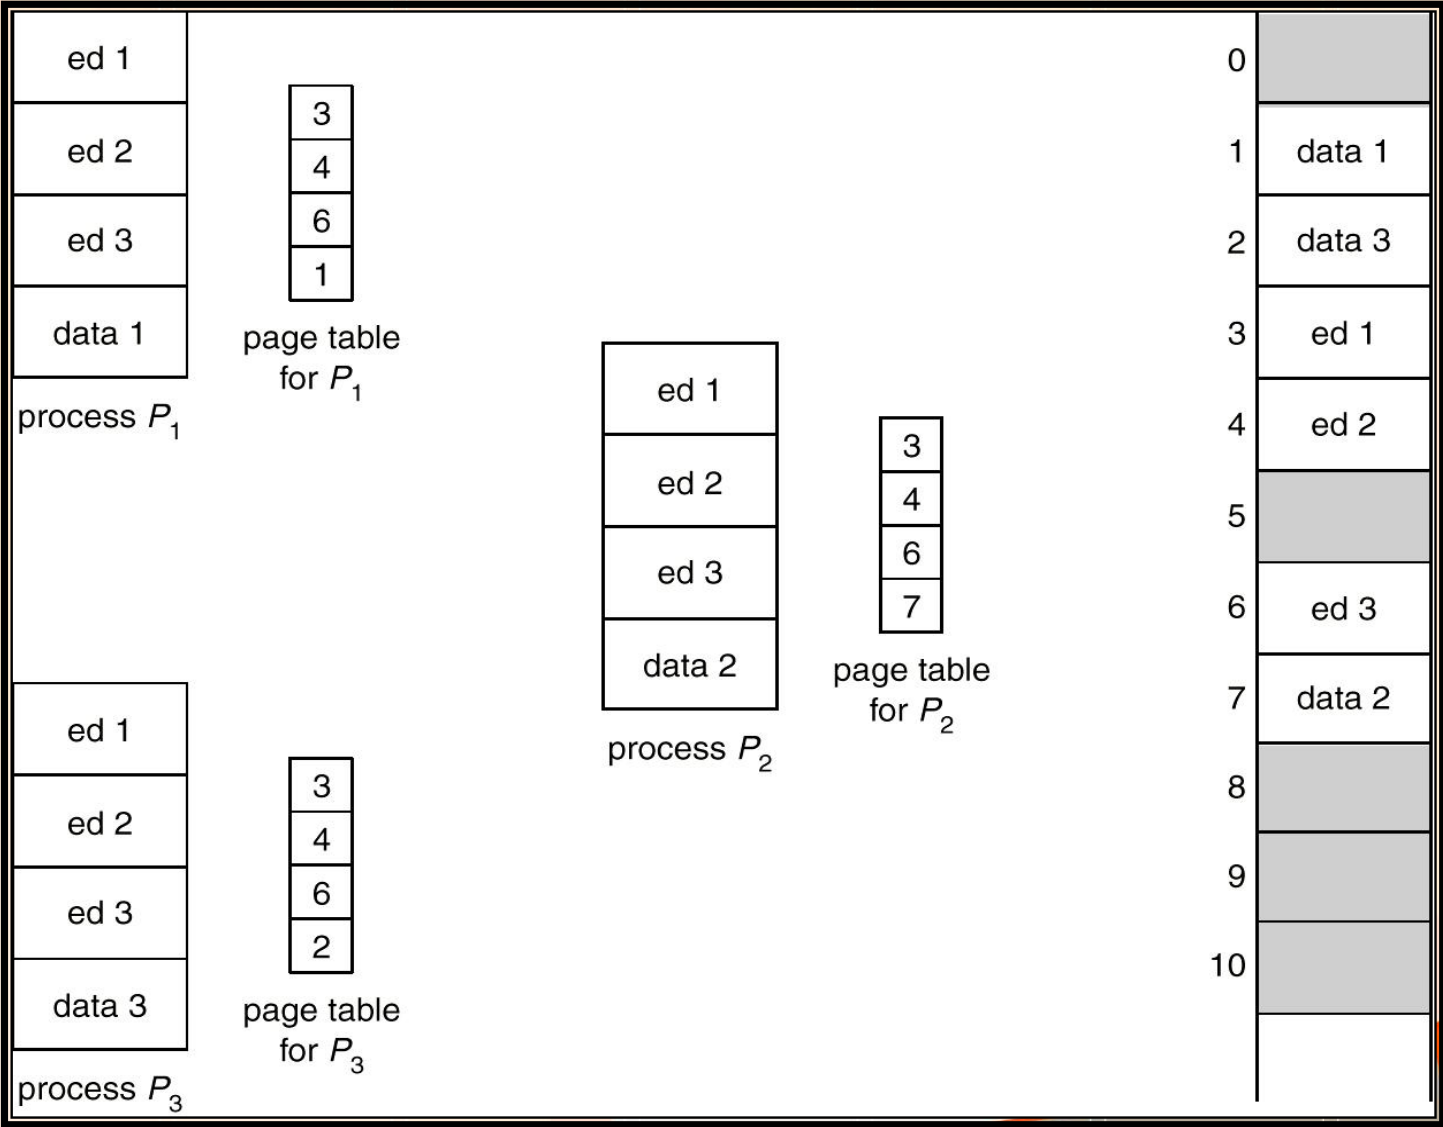 ed 1
ed 2
ed 3
data 1
process P1
3
4
6
1
page table
for P1
ed 1
ed 2
ed 3
data 2
process P2
3
4
6
7
page table
for P2
ed 1
ed 2
ed 3
data 3
process P3
3
4
6
2
page table
for P3
0
1 data 1
2 data 3
3 ed 1
4 ed 2
5
6 ed 3
7 data 2
8
9
10